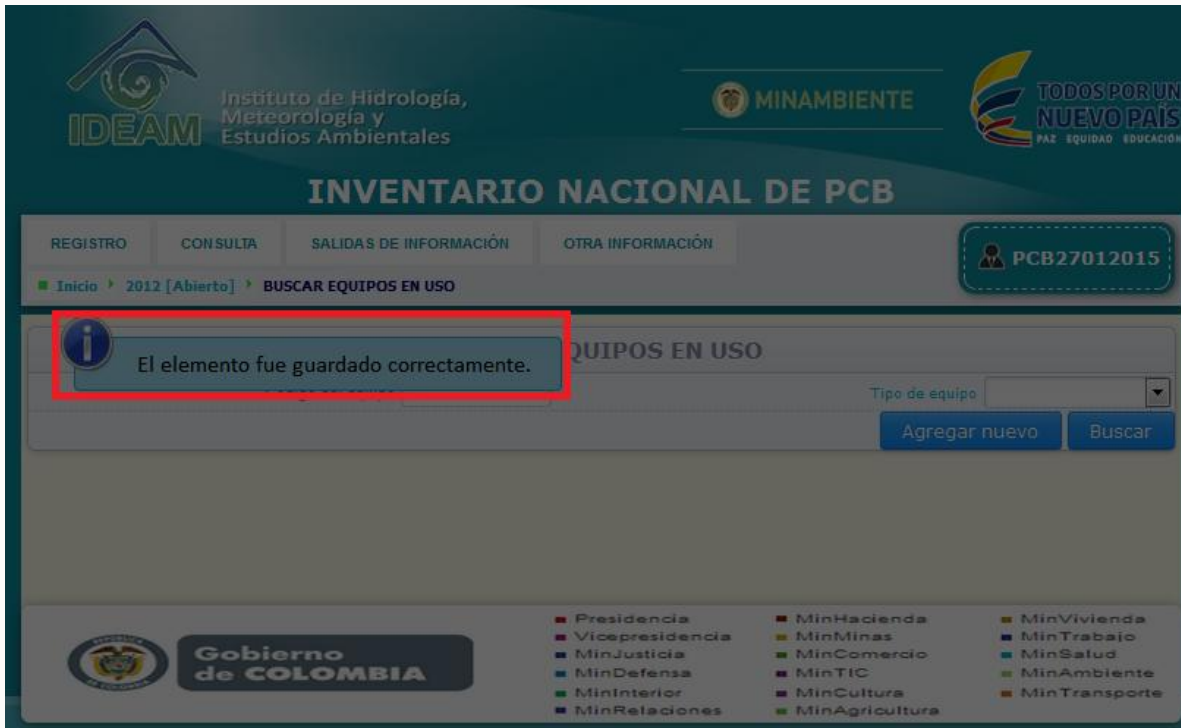 IDEAM
Instituto de Hidrología,
Meteorología y
Estudios Ambientales
MINAMBIENTE
TODOS POR UN
NUEVO PAÍS
PAZ EQUIDAD EDUCACIÓN
INVENTARIO NACIONAL DE PCB
REGISTRO CONSULTA SALIDAS DE INFORMACIÓN OTRA INFORMACIÓN
PCB27012015
Inicio 2012 [Abierto] BUSCAR EQUIPOS EN USO
El elemento fue guardado correctamente.
QUIPOS EN USO
Tipo de equipo
Agregar nuevo Buscar
Gobierno
de COLOMBIA
Presidencia
Vicepresidencia
MinJusticia
MinDefensa
MinInterior
MinRelaciones
MinHacienda
MinMinas
MinComercio
MinTIC
MinCultura
MinAgricultura
MinVivienda
MinTrabajo
MinSalud
MinAmbiente
MinTransporte